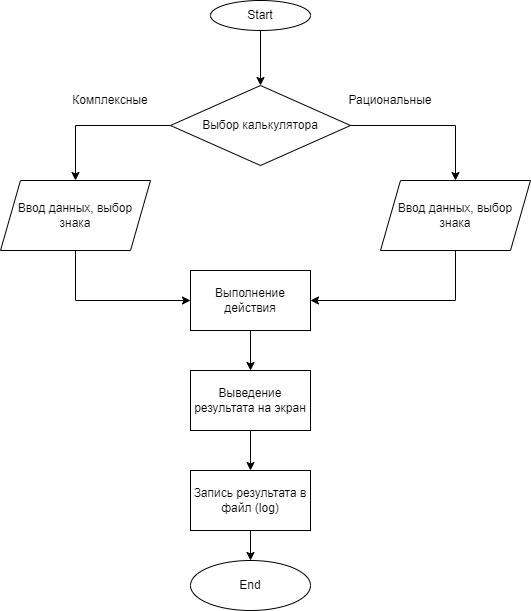 Start
Комплексные
Рациональные
Выбор калькулятора
Ввод данных, выбор
знака
Ввод данных, выбор
знака
Выполнение
действия
Выведение
результата на экран
Запись результата в
файл (log)
End